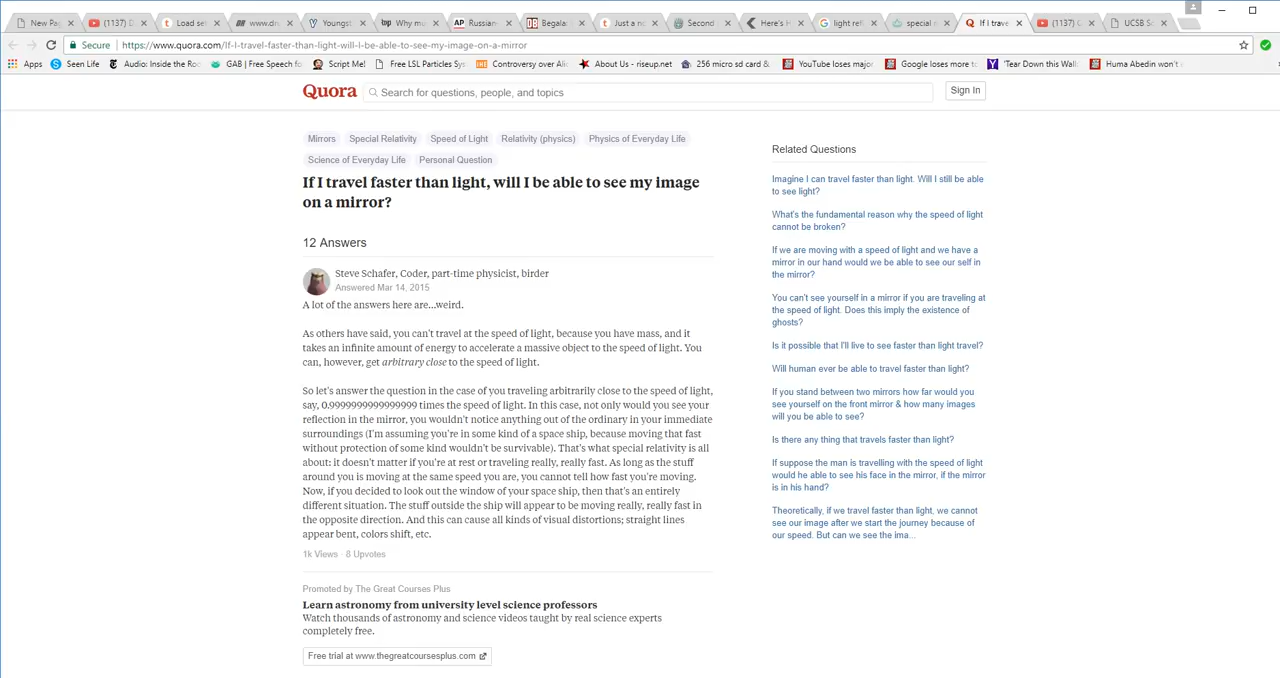 New Pa
(1137) D
Load se
www.dr
Youngst
Why m
Russian-
Begala
Just a n
Second
Here's H
light refl
special r
If I trave
(1137) C
UCSB Sc
Secure
https://www.quora.com/If-I-travel-faster-than-light-will-I-be-able-to-see-my-image-on-a-mirror
Apps
Seen Life
Audio: Inside the Ro
GAB | Free Speech fo
Script Me!
Free LSL Particles Sys
Controversy over Ali
About Us - riseup.net
256 micro sd card &
YouTube loses major
Google loses more t
'Tear Down this Wall
Huma Abedin won't
Quora
Search for questions, people, and topics
Sign In
Mirrors Special Relativity Speed of Light Relativity (physics) Physics of Everyday Life
Science of Everyday Life Personal Question
If I travel faster than light, will I be able to see my image
on a mirror?
12 Answers
Steve Schafer, Coder, part-time physicist, birder
Answered Mar 14, 2015
A lot of the answers here are...weird.
As others have said, you can't travel at the speed of light, because you have mass, and it
takes an infinite amount of energy to accelerate a massive object to the speed of light. You
can, however, get arbitrary close to the speed of light.
So let's answer the question in the case of you traveling arbitrarily close to the speed of light,
say, 0.9999999999999999 times the speed of light. In this case, not only would you see your
reflection in the mirror, you wouldn't notice anything out of the ordinary in your immediate
surroundings (I'm assuming you're in some kind of a space ship, because moving that fast
without protection of some kind wouldn't be survivable). That's what special relativity is all
about: it doesn't matter if you're at rest or traveling really, really fast. As long as the stuff
around you is moving at the same speed you are, you cannot tell how fast you're moving.
Now, if you decided to look out the window of your space ship, then that's an entirely
different situation. The stuff outside the ship will appear to be moving really, really fast in
the opposite direction. And this can cause all kinds of visual distortions; straight lines
appear bent, colors shift, etc.
1k Views · 8 Upvotes
Promoted by The Great Courses Plus
Learn astronomy from university level science professors
Watch thousands of astronomy and science videos taught by real science experts
completely free.
Free trial at www.thegreatcoursesplus.com
Related Questions
Imagine I can travel faster than light. Will I still be able
to see light?
What's the fundamental reason why the speed of light
cannot be broken?
If we are moving with a speed of light and we have a
mirror in our hand would we be able to see our self in
the mirror?
You can't see yourself in a mirror if you are traveling at
the speed of light. Does this imply the existence of
ghosts?
Is it possible that I'll live to see faster than light travel?
Will human ever be able to travel faster than light?
If you stand between two mirrors how far would you
see yourself on the front mirror & how many images
will you be able to see?
Is there any thing that travels faster than light?
If suppose the man is travelling with the speed of light
would he able to see his face in the mirror, if the mirror
is in his hand?
Theoretically, if we travel faster than light, we cannot
see our image after we start the journey because of
our speed. But can we see the ima...